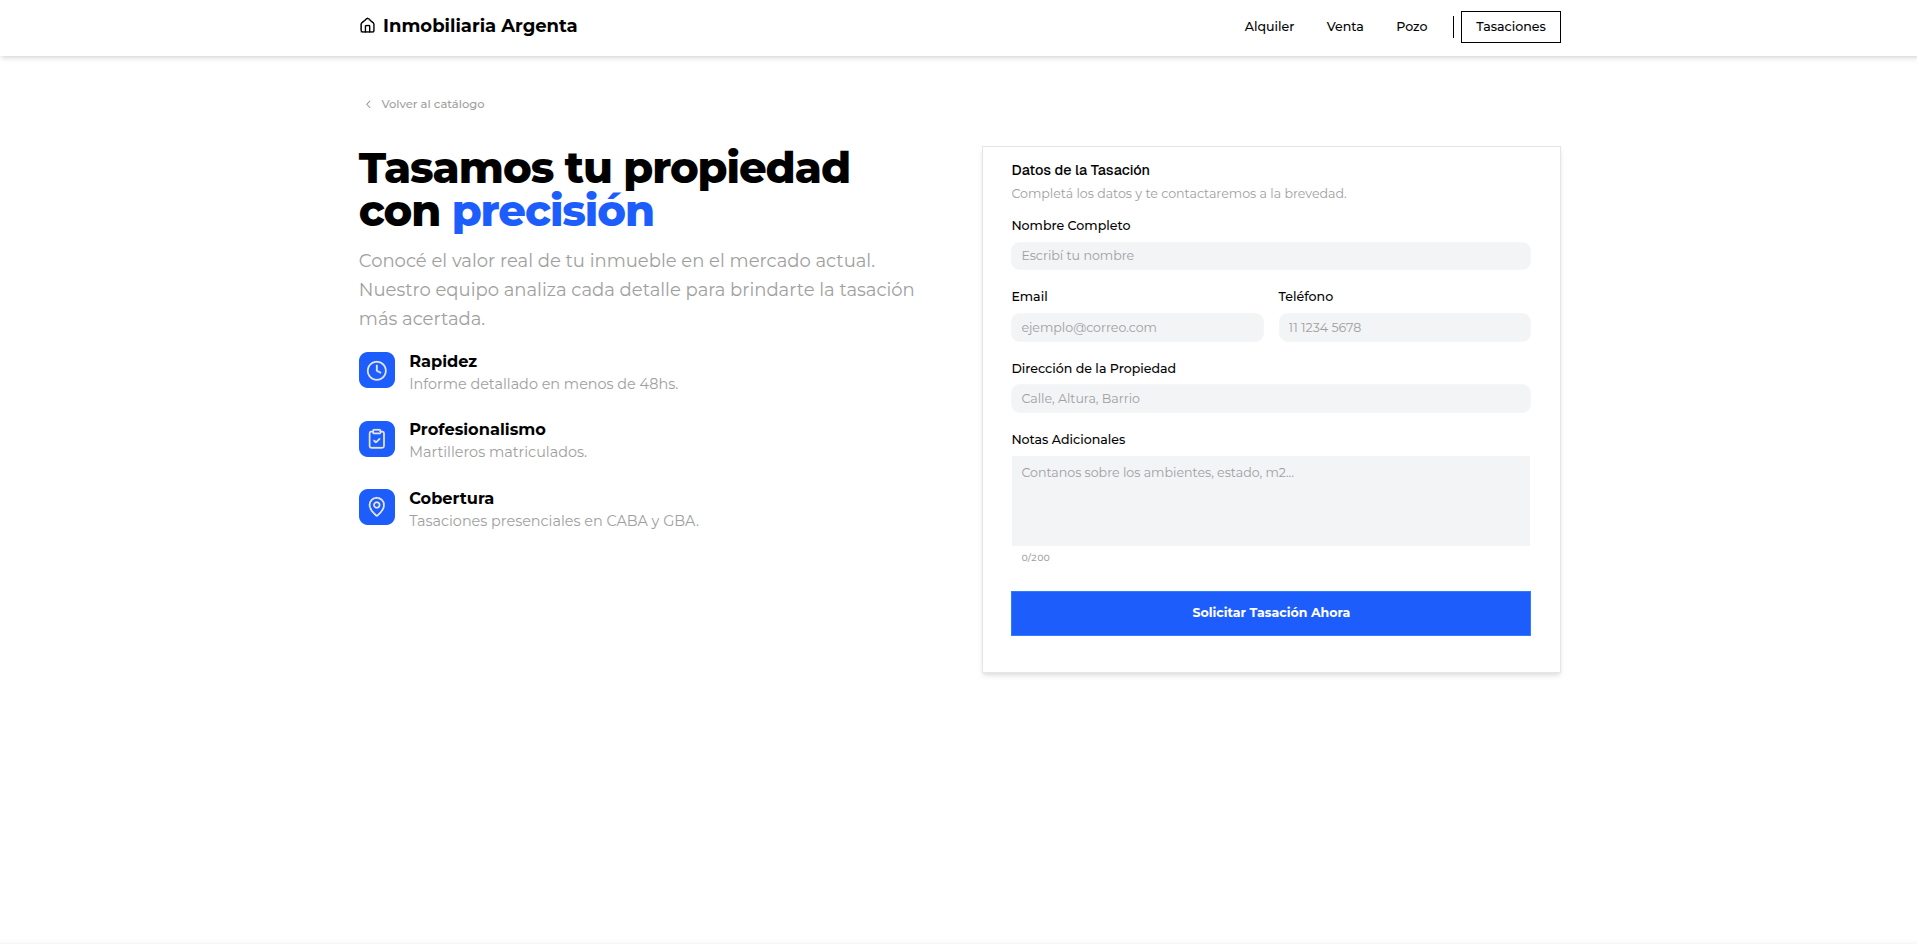 Inmobiliaria Argenta
Alquiler
Venta
Pozo
Tasaciones
Volver al catálogo
Tasamos tu propiedad
con precisión
Conocé el valor real de tu inmueble en el mercado actual.
Nuestro equipo analiza cada detalle para brindarte la tasación
más acertada.
Rapidez
Informe detallado en menos de 48hs.
Profesionalismo
Martilleros matriculados.
Cobertura
Tasaciones presenciales en CABA y GBA.
Datos de la Tasación
Completá los datos y te contactaremos a la brevedad.
Nombre Completo
Escribí tu nombre
Email
Teléfono
ejemplo@correo.com
11 1234 5678
Dirección de la Propiedad
Calle, Altura, Barrio
Notas Adicionales
Contanos sobre los ambientes, estado, m2...
0/200
Solicitar Tasación Ahora